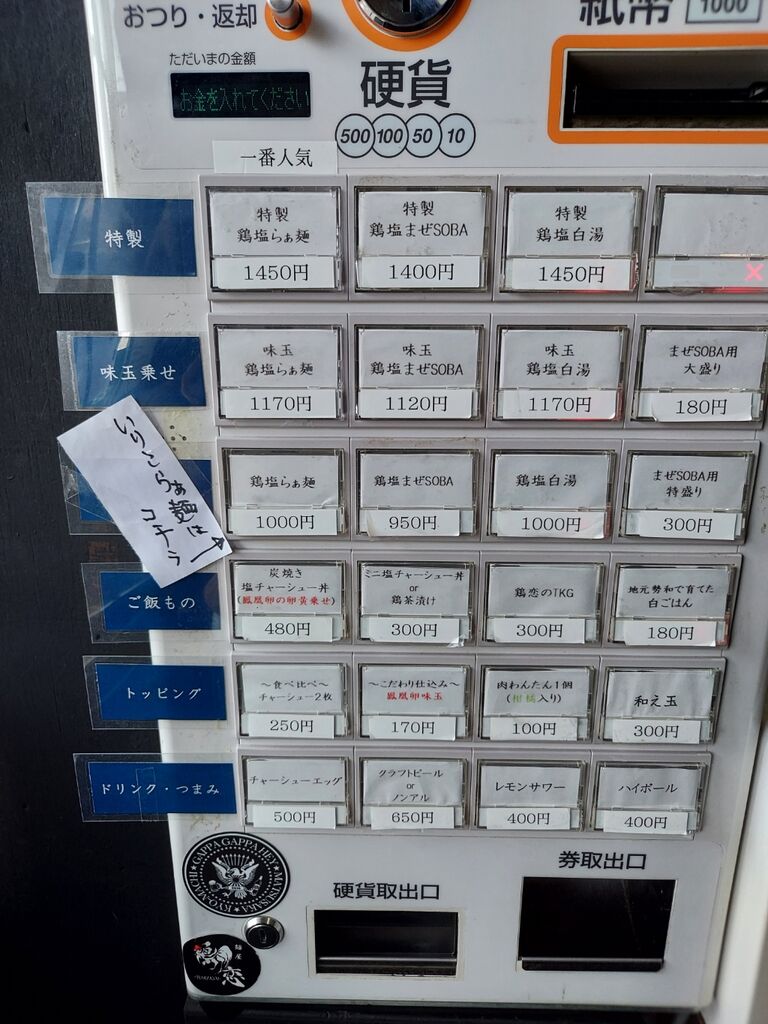 おつり・返却
紙幣
1000
ただいまの金額
お金を入れてください
硬貨
500 100 50 10
一番人気
特製
特製
鶏塩らぁ麺
1450円
特製
鶏塩まぜSOBA
1400円
特製
鶏塩白湯
1450円
×
味玉乗せ
味玉
鶏塩らぁ麺
1170円
味玉
鶏塩まぜSOBA
1120円
味玉
鶏塩白湯
1170円
まぜSOBA用
大盛り
180円
いりこらぁ麺は
コチラ→
鶏塩らぁ麺
1000円
鶏塩まぜSOBA
950円
鶏塩白湯
1000円
まぜSOBA用
特盛り
300円
ご飯もの
炭焼き
塩チャーシュー丼
(鳳凰卵の卵黄乗せ)
480円
ミニ塩チャーシュー丼
or
鶏茶漬け
300円
鶏恋のTKG
300円
地元勢和で育てた
白ごはん
180円
トッピング
～食べ比べ～
チャーシュー2枚
250円
～こだわり仕込み～
鳳凰卵味玉
170円
肉わんたん1個
(柑橘入り)
100円
和え玉
300円
ドリンク・つまみ
チャーシューエッグ
500円
クラフトビール
or
ノンアル
650円
レモンサワー
400円
ハイボール
400円
硬貨取出口
券取出口
GAPPA GAPPA HEY
麺屋
鶏恋